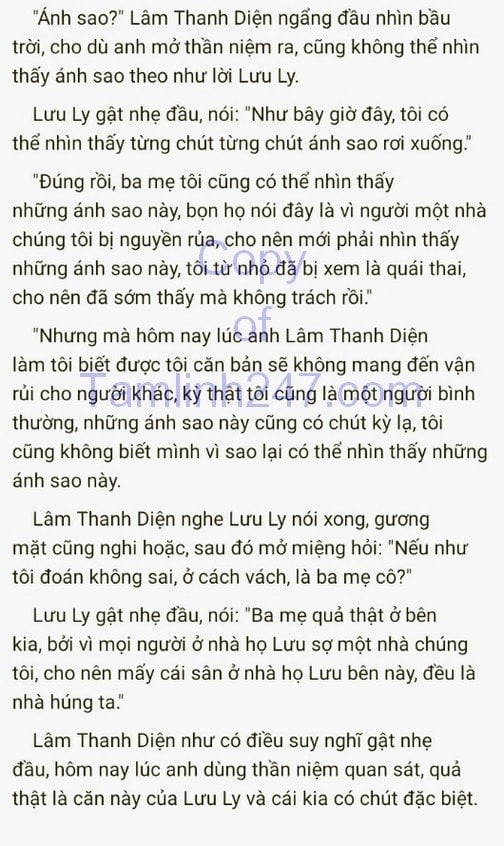 "Ánh sao?" Lâm Thanh Diện ngẩng đầu nhìn bầu
trời, cho dù anh mở thần niệm ra, cũng không thể nhìn
thấy ánh sao theo như lời Lưu Ly.
Lưu Ly gật nhẹ đầu, nói: "Như bây giờ đây, tôi có
thể nhìn thấy từng chút từng chút ánh sao rơi xuống."
"Đúng rồi, ba mẹ tôi cũng có thể nhìn thấy
những ánh sao này, bọn họ nói đây là vì người một nhà
chúng tôi bị nguyền rủa, cho nên mới phải nhìn thấy
những ánh sao này, tôi từ nhỏ đã bị xem là quái thai,
cho nên đã sớm thấy mà không trách rồi."
"Nhưng mà hôm nay lúc anh Lâm Thanh Diện
làm tôi biết được tôi căn bản sẽ không mang đến vận
rủi cho người khác, kỳ thật tôi cũng là một người bình
thường, những ánh sao này cũng có chút kỳ lạ, tôi
cũng không biết mình vì sao lại có thể nhìn thấy những
ánh sao này.
Lâm Thanh Diện nghe Lưu Ly nói xong, gương
mặt cũng nghi hoặc, sau đó mở miệng hỏi: "Nếu như
tôi đoán không sai, ở cách vách, là ba mẹ cô?"
Lưu Ly gật nhẹ đầu, nói: "Ba mẹ quả thật ở bên
kia, bởi vì mọi người ở nhà họ Lưu sợ một nhà chúng
tôi, cho nên mấy cái sân ở nhà họ Lưu bên này, đều là
nhà húng ta."
Lâm Thanh Diện như có điều suy nghĩ gật nhẹ
đầu, hôm nay lúc anh dùng thần niệm quan sát, quả
thật là căn này của Lưu Ly và cái kia có chút đặc biệt.
Copy
of
Tamlinh247.com